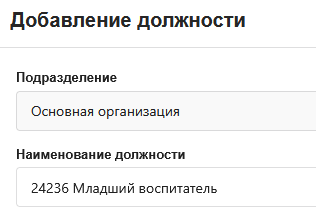 Добавление должности
Подразделение
Основная организация
Наименование должности
24236 Младший воспитатель